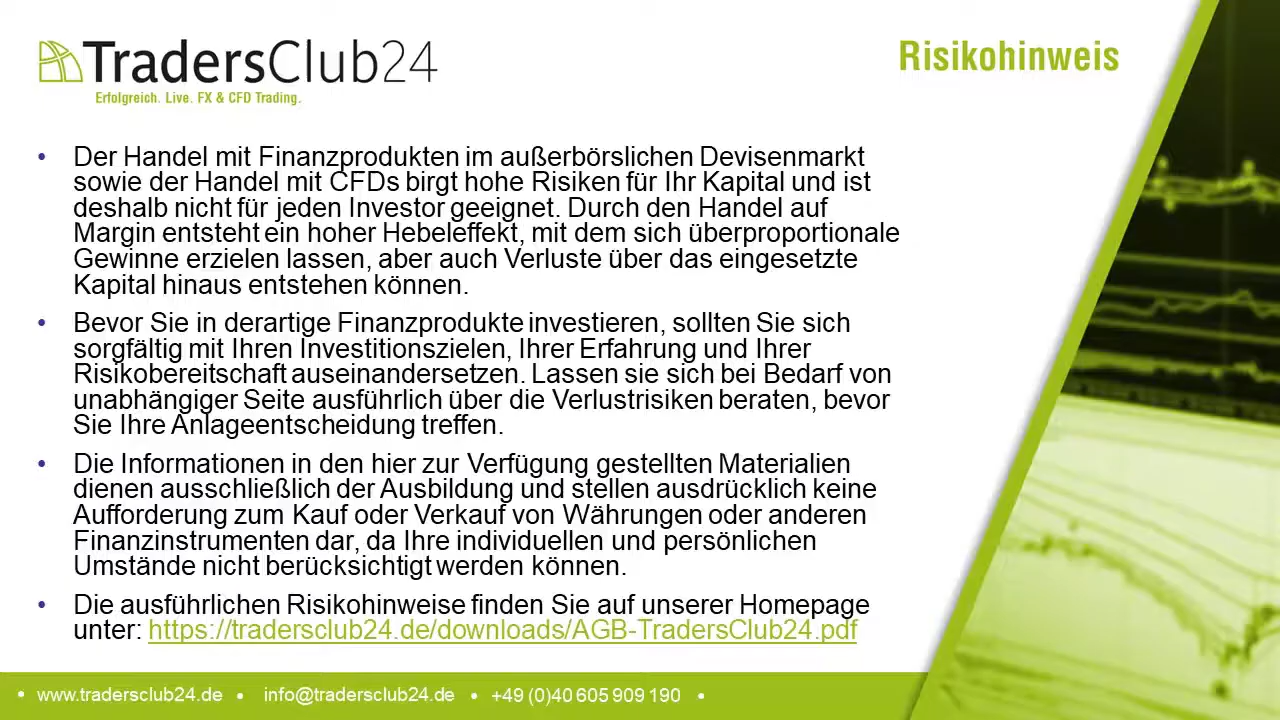 TradersClub24
Erfolgreich. Live. FX & CFD Trading.
Risikohinweis
• Der Handel mit Finanzprodukten im außerbörslichen Devisenmarkt
sowie der Handel mit CFDs birgt hohe Risiken für Ihr Kapital und ist
deshalb nicht für jeden Investor geeignet. Durch den Handel auf
Margin entsteht ein hoher Hebeleffekt, mit dem sich überproportionale
Gewinne erzielen lassen, aber auch Verluste über das eingesetzte
Kapital hinaus entstehen können.
• Bevor Sie in derartige Finanzprodukte investieren, sollten Sie sich
sorgfältig mit Ihren Investitionszielen, Ihrer Erfahrung und Ihrer
Risikobereitschaft auseinandersetzen. Lassen sie sich bei Bedarf von
unabhängiger Seite ausführlich über die Verlustrisiken beraten, bevor
Sie Ihre Anlageentscheidung treffen.
• Die Informationen in den hier zur Verfügung gestellten Materialien
dienen ausschließlich der Ausbildung und stellen ausdrücklich keine
Aufforderung zum Kauf oder Verkauf von Währungen oder anderen
Finanzinstrumenten dar, da Ihre individuellen und persönlichen
Umstände nicht berücksichtigt werden können.
• Die ausführlichen Risikohinweise finden Sie auf unserer Homepage
unter: https://tradersclub24.de/downloads/AGB-TradersClub24.pdf
• www.tradersclub24.de • info@tradersclub24.de • +49 (0)40 605 909 190 •